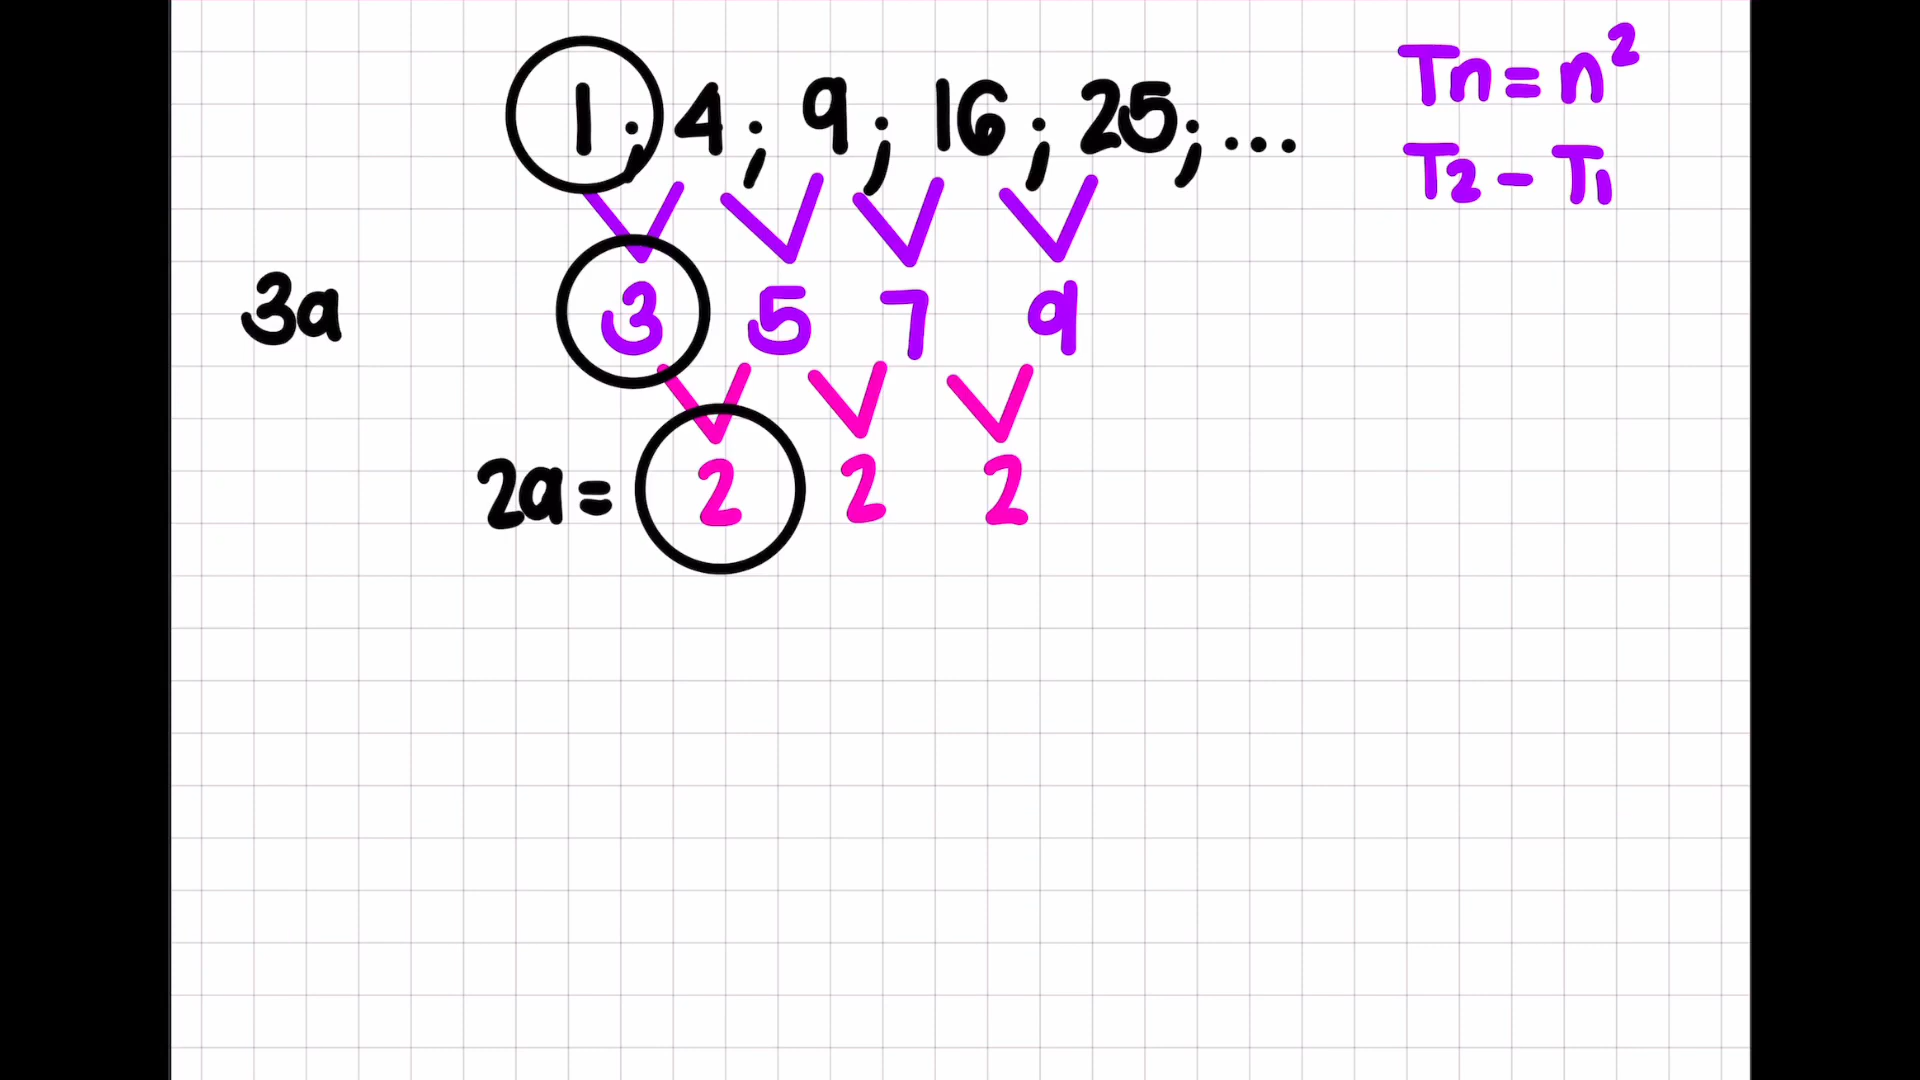 1; 4; 9; 16; 25; ...
Tn = n²
T2 - T1
3a 3 5 7 9
2a = 2 2 2